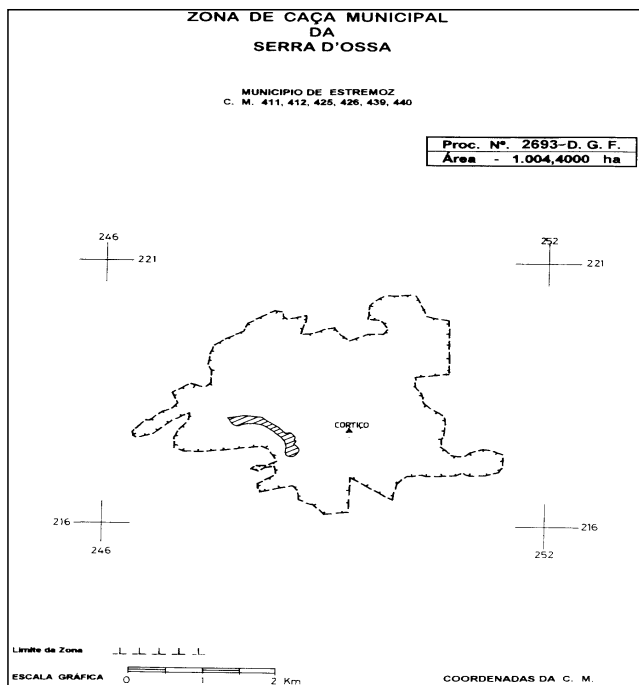 ZONA DE CAÇA MUNICIPAL
DA
SERRA D'OSSA
MUNICIPIO DE ESTREMOZ
C. M. 411, 412, 425, 426, 439, 440
Proc. Nº. 2693-D. G. F.
Área - 1.004,4000 ha
246
221
252
221
CORTIÇO
216
246
216
252
Limite da Zona
ESCALA GRÁFICA 0 1 2 Km
COORDENADAS DA C. M.